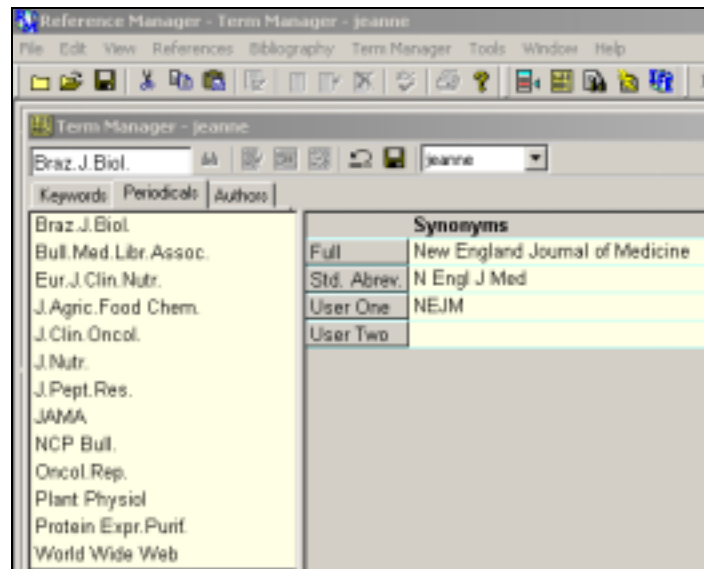 Reference Manager - Term Manager - jeanne
File Edit View References Bibliography Term Manager Tools Window Help
Term Manager - jeanne
Braz.J.Biol. jeanne
Keywords Periodicals Authors
Braz.J.Biol.
Bull.Med.Libr.Assoc.
Eur.J.Clin.Nutr.
J.Agric.Food Chem.
J.Clin.Oncol.
J.Nutr.
J.Pept.Res.
JAMA
NCP Bull.
Oncol.Rep.
Plant Physiol
Protein Expr.Purif.
World Wide Web
Synonyms
Full New England Journal of Medicine
Std. Abrev. N Engl J Med
User One NEJM
User Two